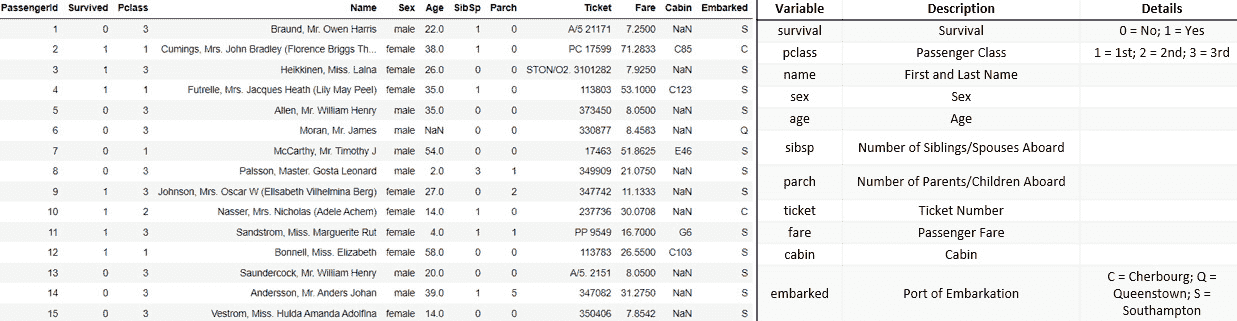 PassengerId Survived Pclass Name Sex Age SibSp Parch Ticket Fare Cabin Embarked
1 0 3 Braund, Mr. Owen Harris male 22.0 1 0 A/5 21171 7.2500 NaN S
2 1 1 Cumings, Mrs. John Bradley (Florence Briggs Th... female 38.0 1 0 PC 17599 71.2833 C85 C
3 1 3 Heikkinen, Miss. Laina female 26.0 0 0 STON/O2. 3101282 7.9250 NaN S
4 1 1 Futrelle, Mrs. Jacques Heath (Lily May Peel) female 35.0 1 0 113803 53.1000 C123 S
5 0 3 Allen, Mr. William Henry male 35.0 0 0 373450 8.0500 NaN S
6 0 3 Moran, Mr. James male NaN 0 0 330877 8.4583 NaN Q
7 0 1 McCarthy, Mr. Timothy J male 54.0 0 0 17463 51.8625 E46 S
8 0 3 Palsson, Master. Gosta Leonard male 2.0 3 1 349909 21.0750 NaN S
9 1 3 Johnson, Mrs. Oscar W (Elisabeth Vilhelmina Berg) female 27.0 0 2 347742 11.1333 NaN S
10 1 2 Nasser, Mrs. Nicholas (Adele Achem) female 14.0 1 0 237736 30.0708 NaN C
11 1 3 Sandstrom, Miss. Marguerite Rut female 4.0 1 1 PP 9549 16.7000 G6 S
12 1 1 Bonnell, Miss. Elizabeth female 58.0 0 0 113783 26.5500 C103 S
13 0 3 Saundercock, Mr. William Henry male 20.0 0 0 A/5. 2151 8.0500 NaN S
14 0 3 Andersson, Mr. Anders Johan male 39.0 1 5 347082 31.2750 NaN S
15 0 3 Vestrom, Miss. Hulda Amanda Adolfina female 14.0 0 0 350406 7.8542 NaN S
Variable Description Details
survival Survival 0 = No; 1 = Yes
pclass Passenger Class 1 = 1st; 2 = 2nd; 3 = 3rd
name First and Last Name
sex Sex
age Age
sibsp Number of Siblings/Spouses Aboard
parch Number of Parents/Children Aboard
ticket Ticket Number
fare Passenger Fare
cabin Cabin
embarked Port of Embarkation C = Cherbourg; Q =
Queenstown; S =
Southampton